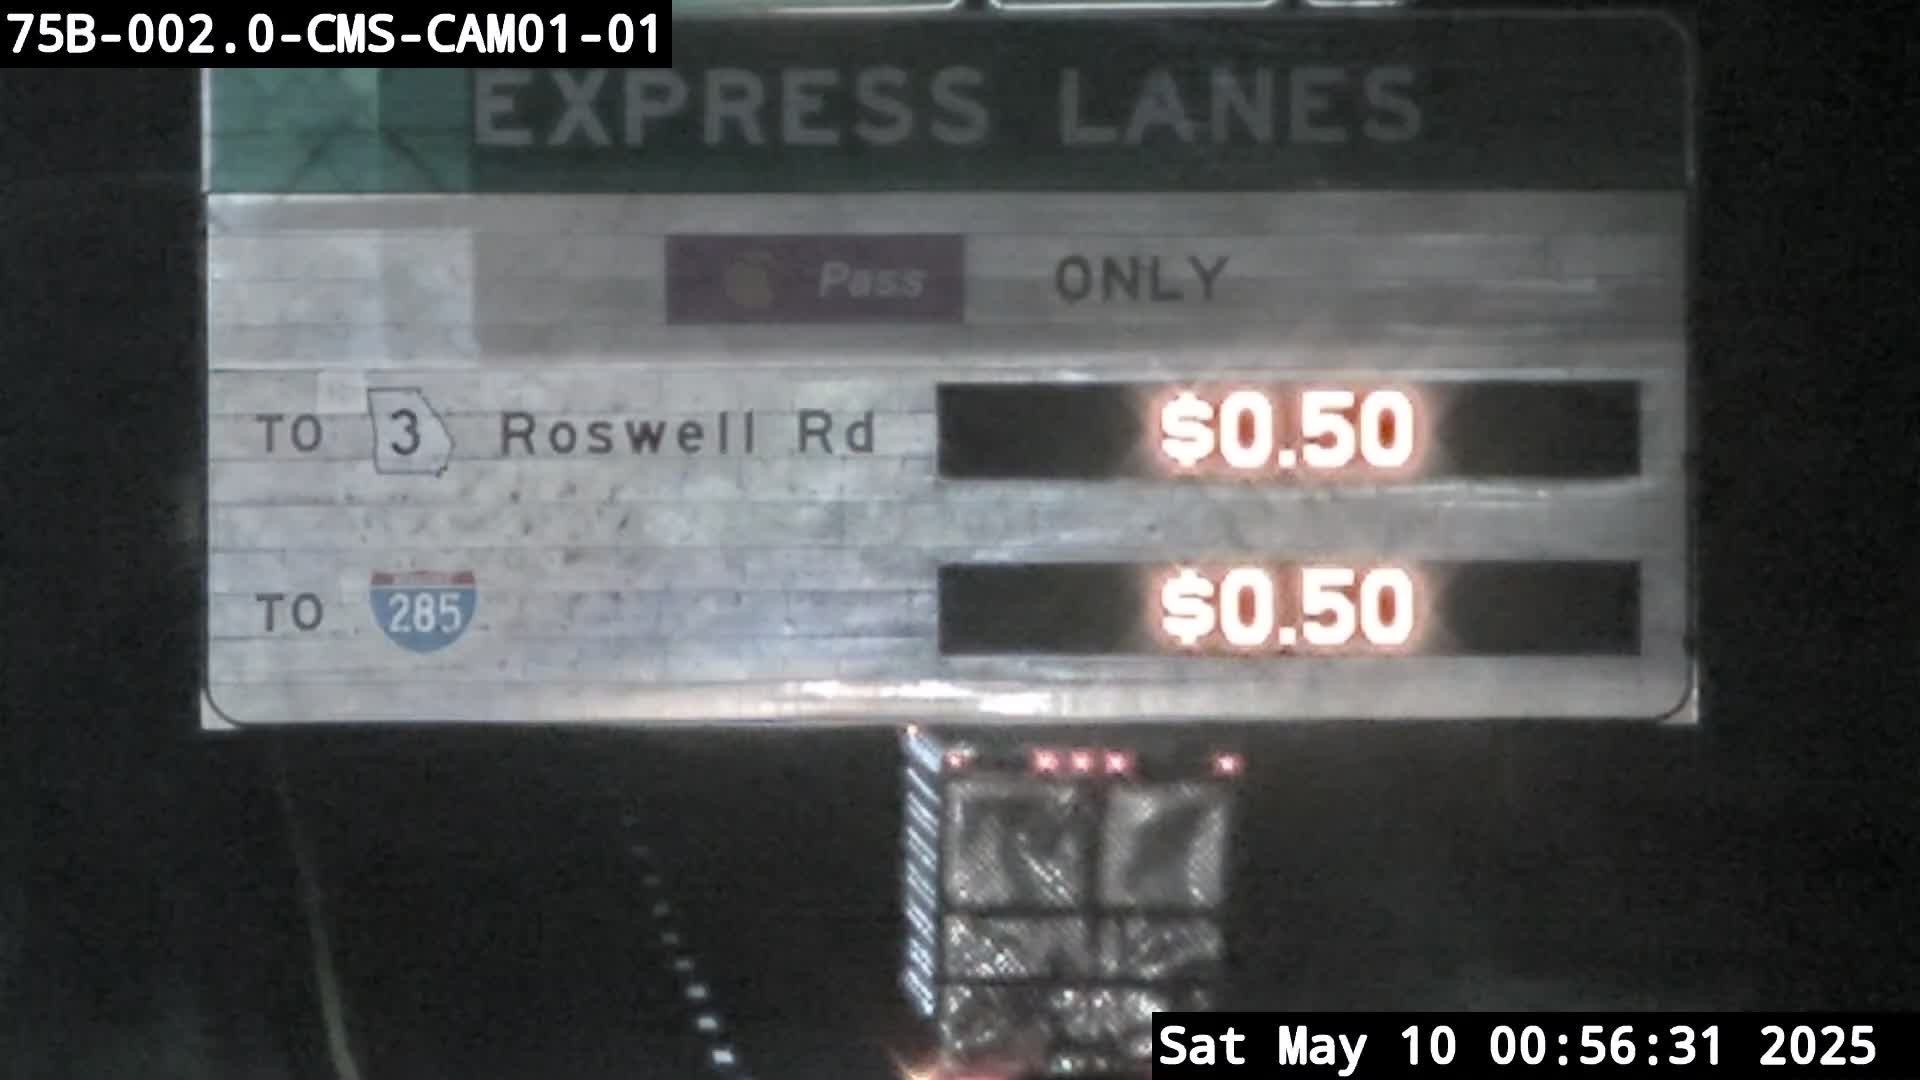 75B-002.0-CMS-CAM01-01
EXPRESS LANES
Pass ONLY
TO 3 Roswell Rd $0.50
TO 285 $0.50
Sat May 10 00:56:31 2025